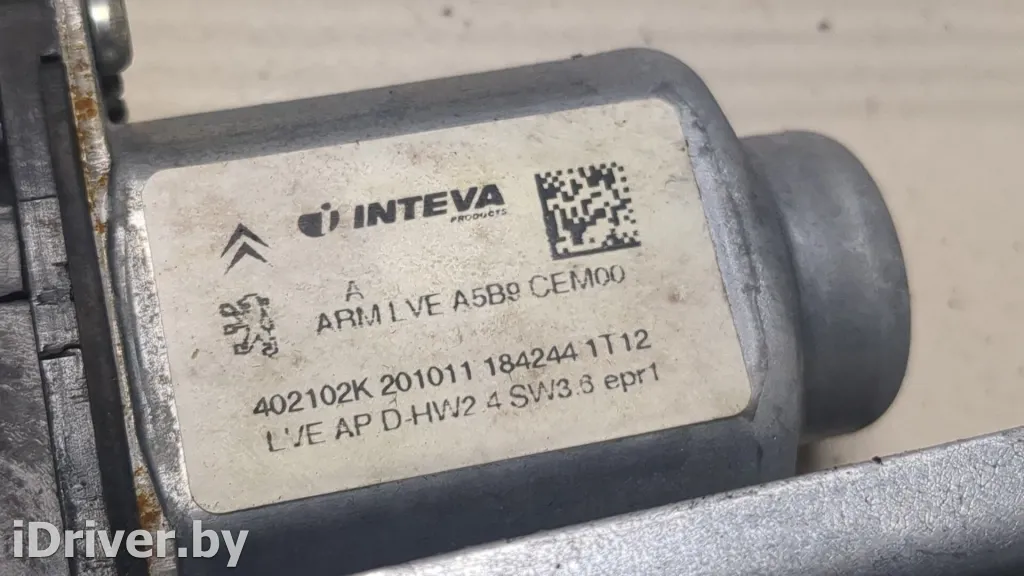 INTEVA
PRODUCTS
A
ARM LVE A5B9 CEM00
402102K 201011 184244 1T12
LVE AP D-HW2.4 SW3.6 epr1
iDriver.by